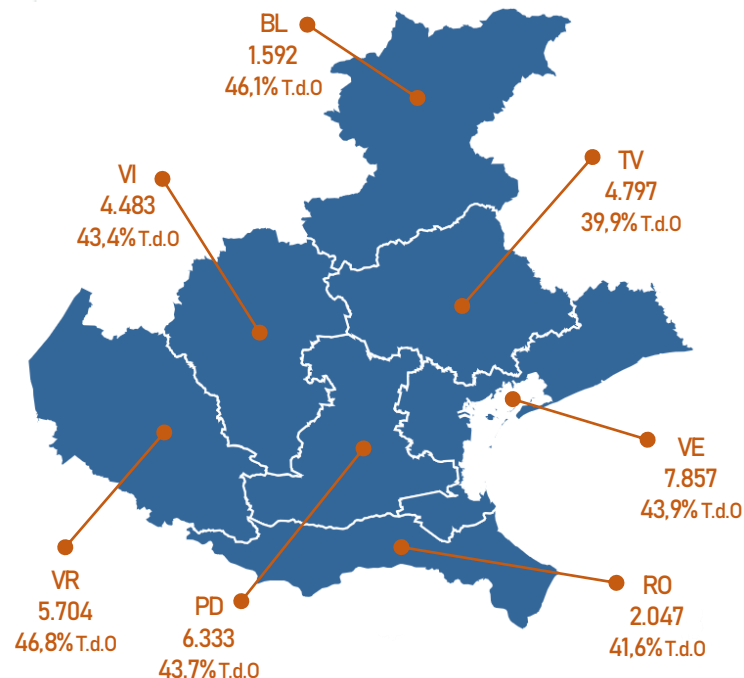 BL
1.592
46,1% T.d.O
VI
4.483
43,4% T.d.O
TV
4.797
39,9% T.d.O
VE
7.857
43,9% T.d.O
VR
5.704
46,8% T.d.O
PD
6.333
43,7% T.d.O
RO
2.047
41,6% T.d.O